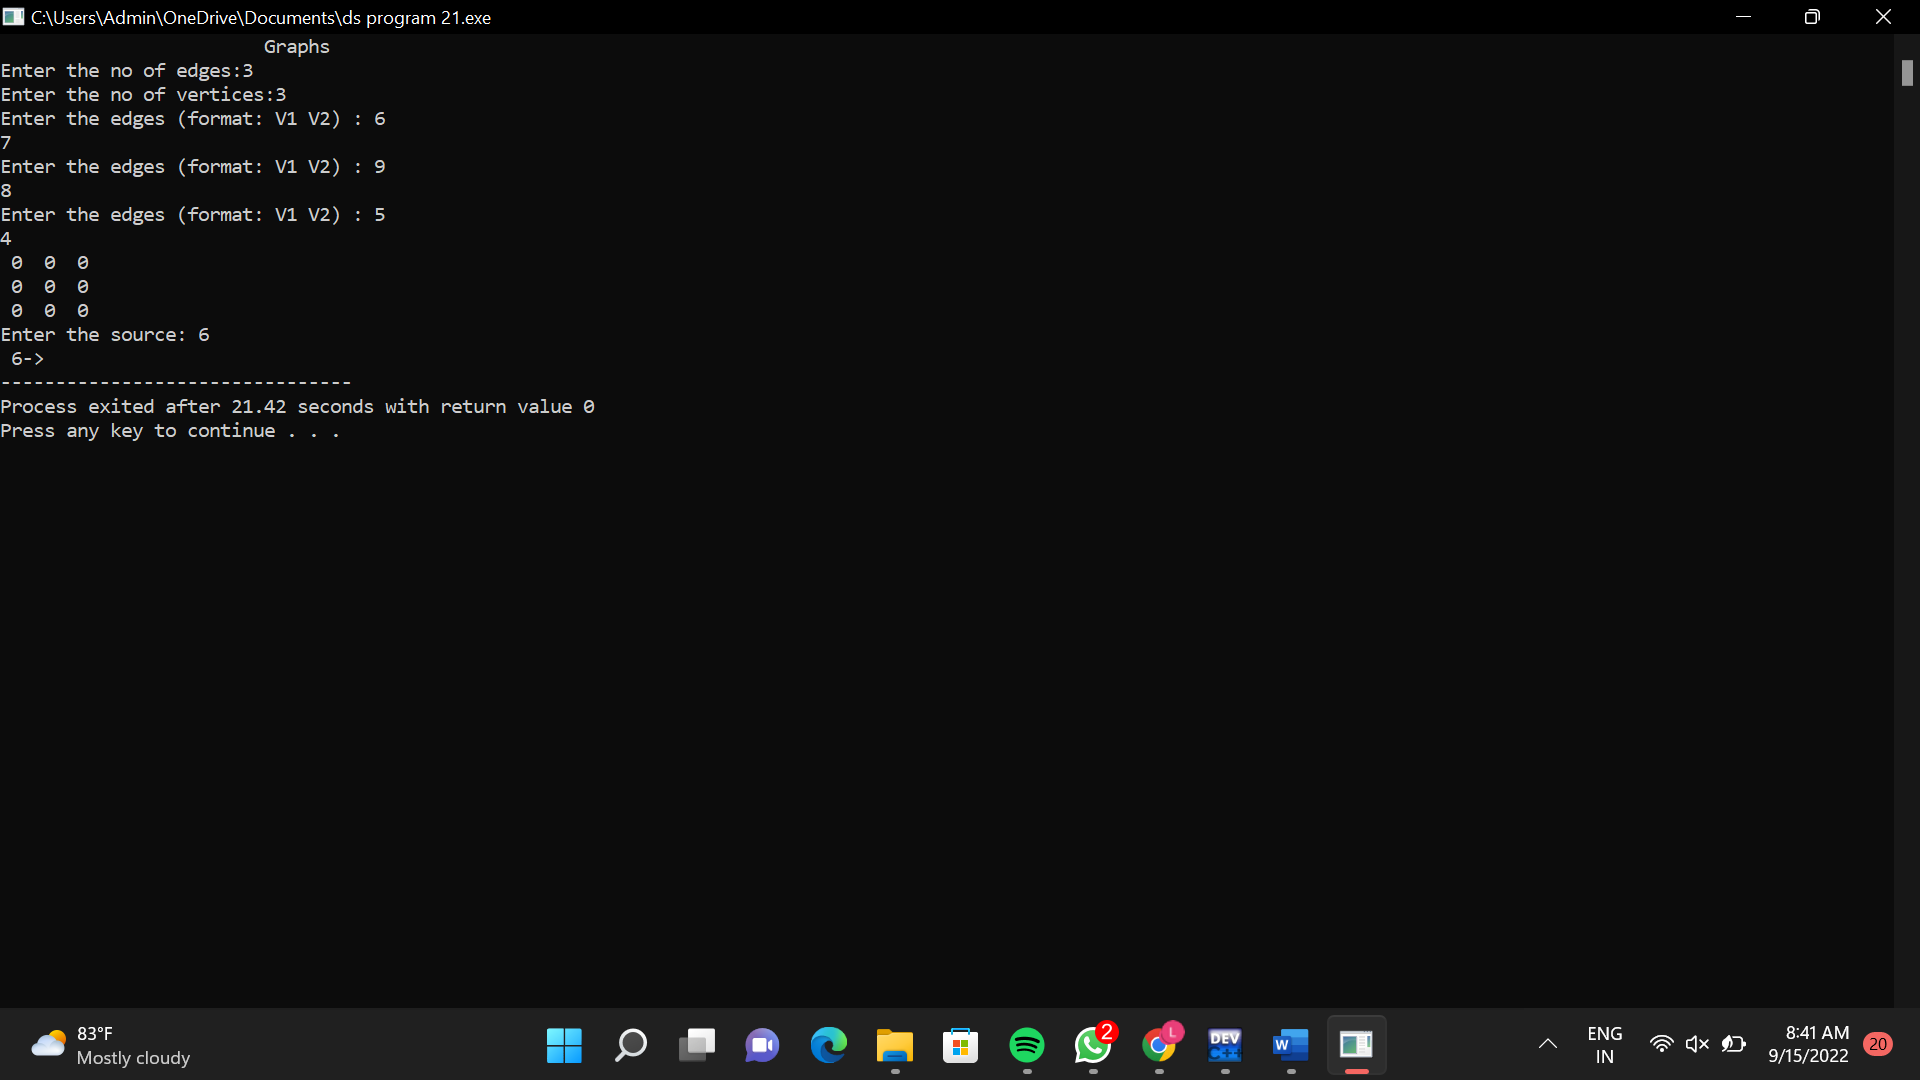 C:\Users\Admin\OneDrive\Documents\ds program 21.exe
Graphs
Enter the no of edges:3
Enter the no of vertices:3
Enter the edges (format: V1 V2) : 6
7
Enter the edges (format: V1 V2) : 9
8
Enter the edges (format: V1 V2) : 5
4
0 0 0
0 0 0
0 0 0
Enter the source: 6
6->
--------------------------------
Process exited after 21.42 seconds with return value 0
Press any key to continue . . .
83°F
Mostly cloudy
2
L
DEV
C++
W
ENG
IN
8:41 AM
9/15/2022
20